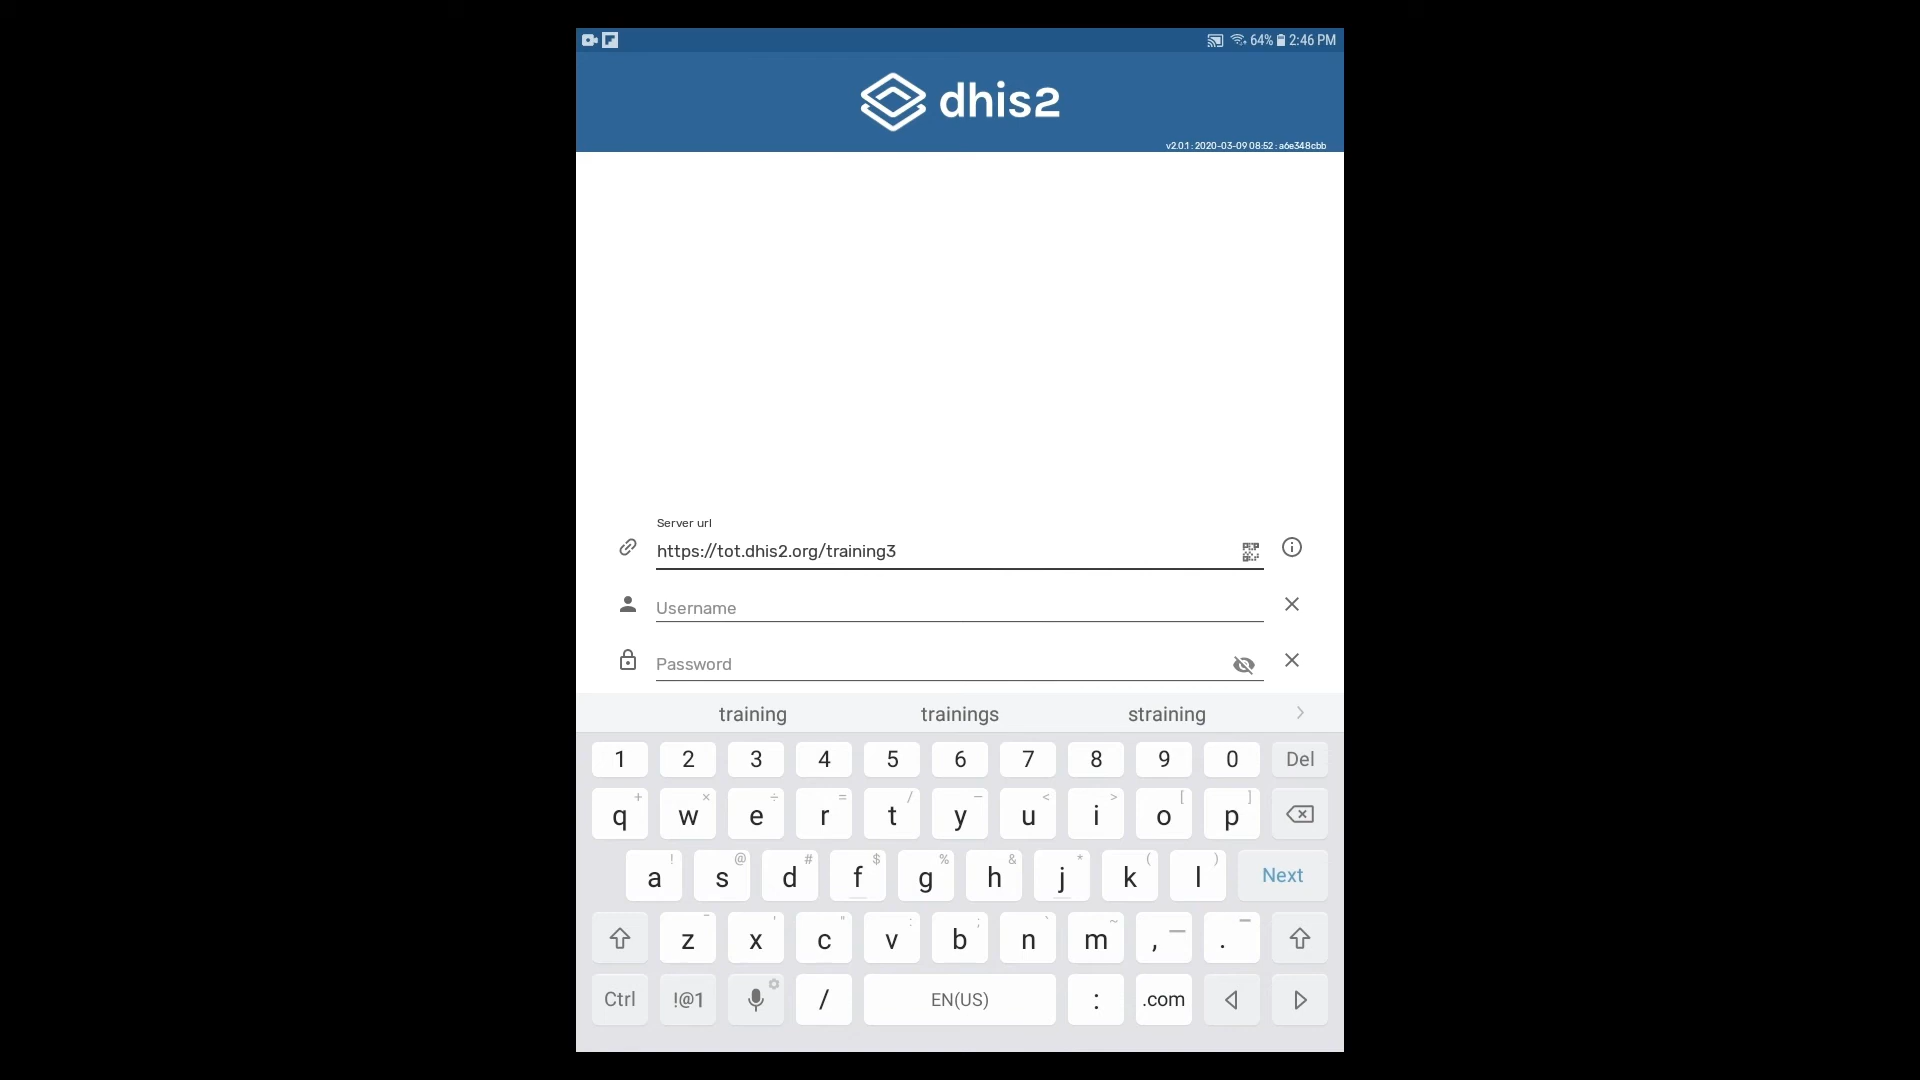 64% 2:46 PM
dhis2
v2.0.1 : 2020-03-09 08:52 : a6e348cbb
Server url
https://tot.dhis2.org/training3
Username
Password
training trainings straining
1 2 3 4 5 6 7 8 9 0 Del
+ × ÷ = / – < > [ ]
q w e r t y u i o p
! @ # $ % & * ( )
a s d f g h j k l Next
z x c v b n m , .
Ctrl !@1 / EN(US) : .com